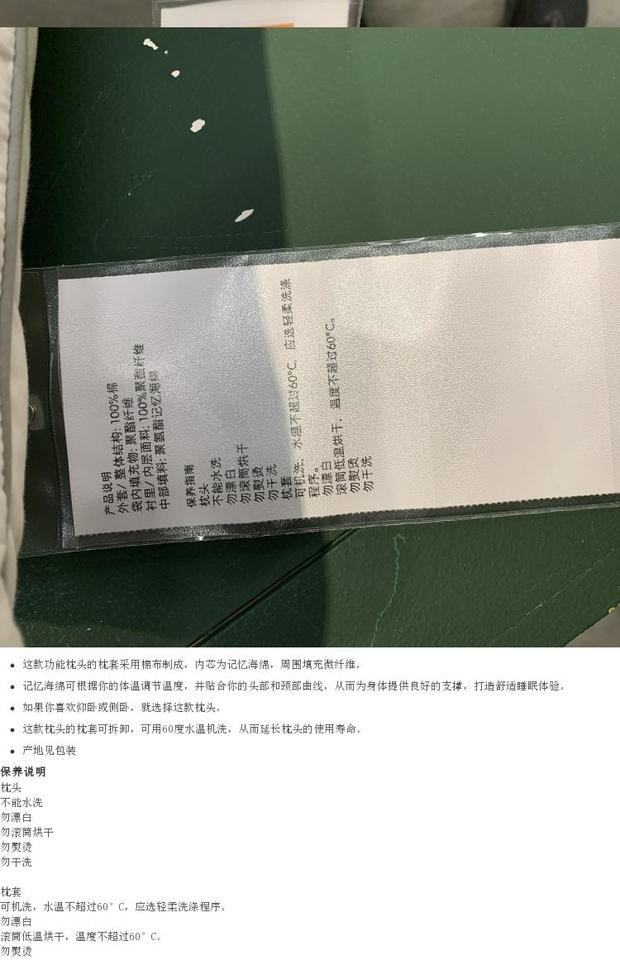 产品说明
外套/ 整体结构: 100%棉
袋内填充物: 聚酯纤维
衬里/ 内层面料: 100%聚酯纤维
中部填料: 聚氨酯记忆海绵
保养指南
枕头
不能水洗
勿漂白
勿滚筒烘干
勿熨烫
勿干洗
枕套
可机洗, 水温不超过60°C, 应选轻柔洗涤
程序。
勿漂白
滚筒低温烘干, 温度不超过60°C。
勿熨烫
勿干洗
这款功能枕头的枕套采用棉布制成，内芯为记忆海绵，周围填充微纤维。
记忆海绵可根据你的体温调节温度，并贴合你的头部和颈部曲线，从而为身体提供良好的支撑，打造舒适睡眠体验。
如果你喜欢仰卧或侧卧，就选择这款枕头。
这款枕头的枕套可拆卸，可用60度水温机洗，从而延长枕头的使用寿命。
产地见包装
保养说明
枕头
不能水洗
勿漂白
勿滚筒烘干
勿熨烫
勿干洗
枕套
可机洗，水温不超过60°C，应选轻柔洗涤程序。
勿漂白
滚筒低温烘干，温度不超过60°C。
勿熨烫